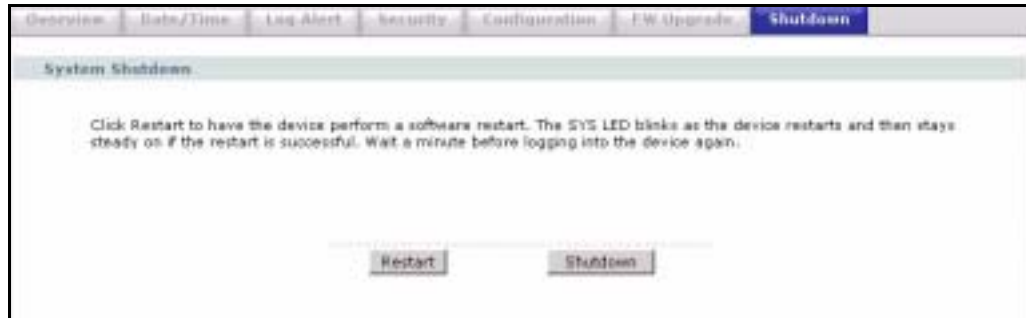 Overview Date/Time Log Alert Security Configuration F/W Upgrade Shutdown
System Shutdown
Click Restart to have the device perform a software restart. The SYS LED blinks as the device restarts and then stays
steady on if the restart is successful. Wait a minute before logging into the device again.
Restart Shutdown